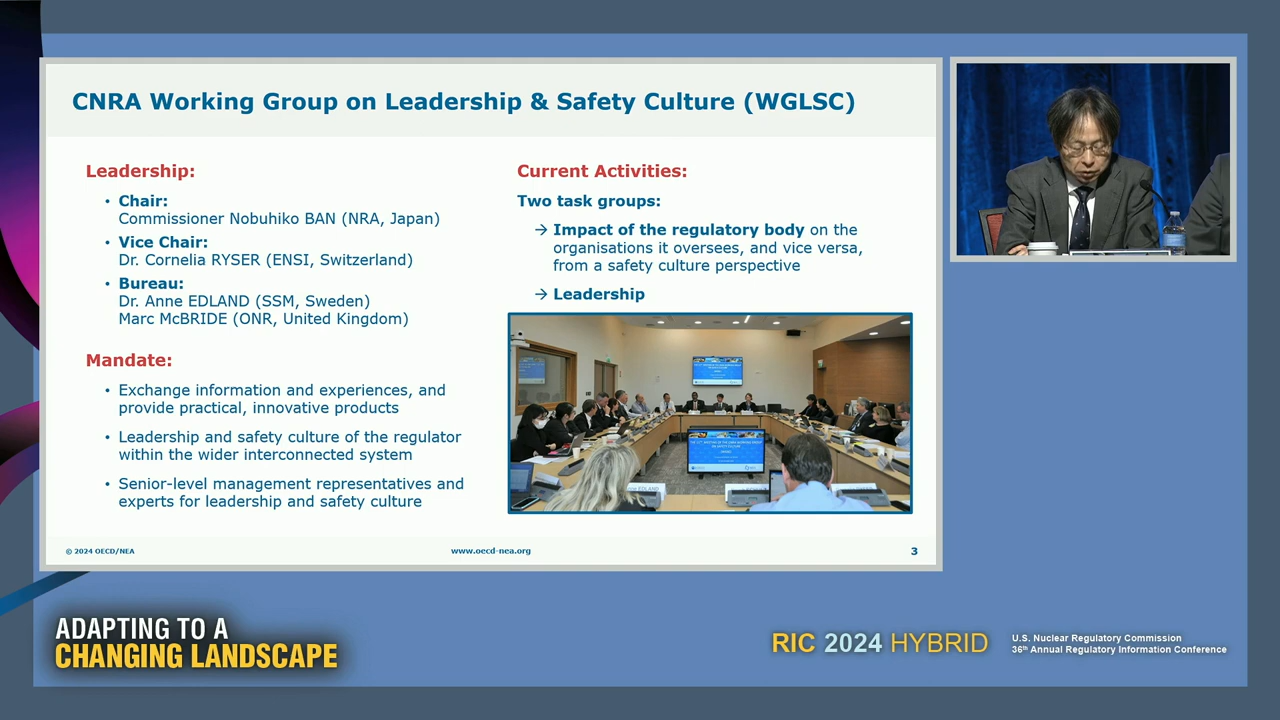 CNRA Working Group on Leadership & Safety Culture (WGLSC)
Leadership:
• Chair:
Commissioner Nobuhiko BAN (NRA, Japan)
• Vice Chair:
Dr. Cornelia RYSER (ENSI, Switzerland)
• Bureau:
Dr. Anne EDLAND (SSM, Sweden)
Marc McBRIDE (ONR, United Kingdom)
Mandate:
• Exchange information and experiences, and
provide practical, innovative products
• Leadership and safety culture of the regulator
within the wider interconnected system
• Senior-level management representatives and
experts for leadership and safety culture
Current Activities:
Two task groups:
→ Impact of the regulatory body on the
organisations it oversees, and vice versa,
from a safety culture perspective
→ Leadership
EDLAND
© 2024 OECD/NEA
www.oecd-nea.org
3
ADAPTING TO A
CHANGING LANDSCAPE
RIC 2024 HYBRID
U.S. Nuclear Regulatory Commission
36th Annual Regulatory Information Conference